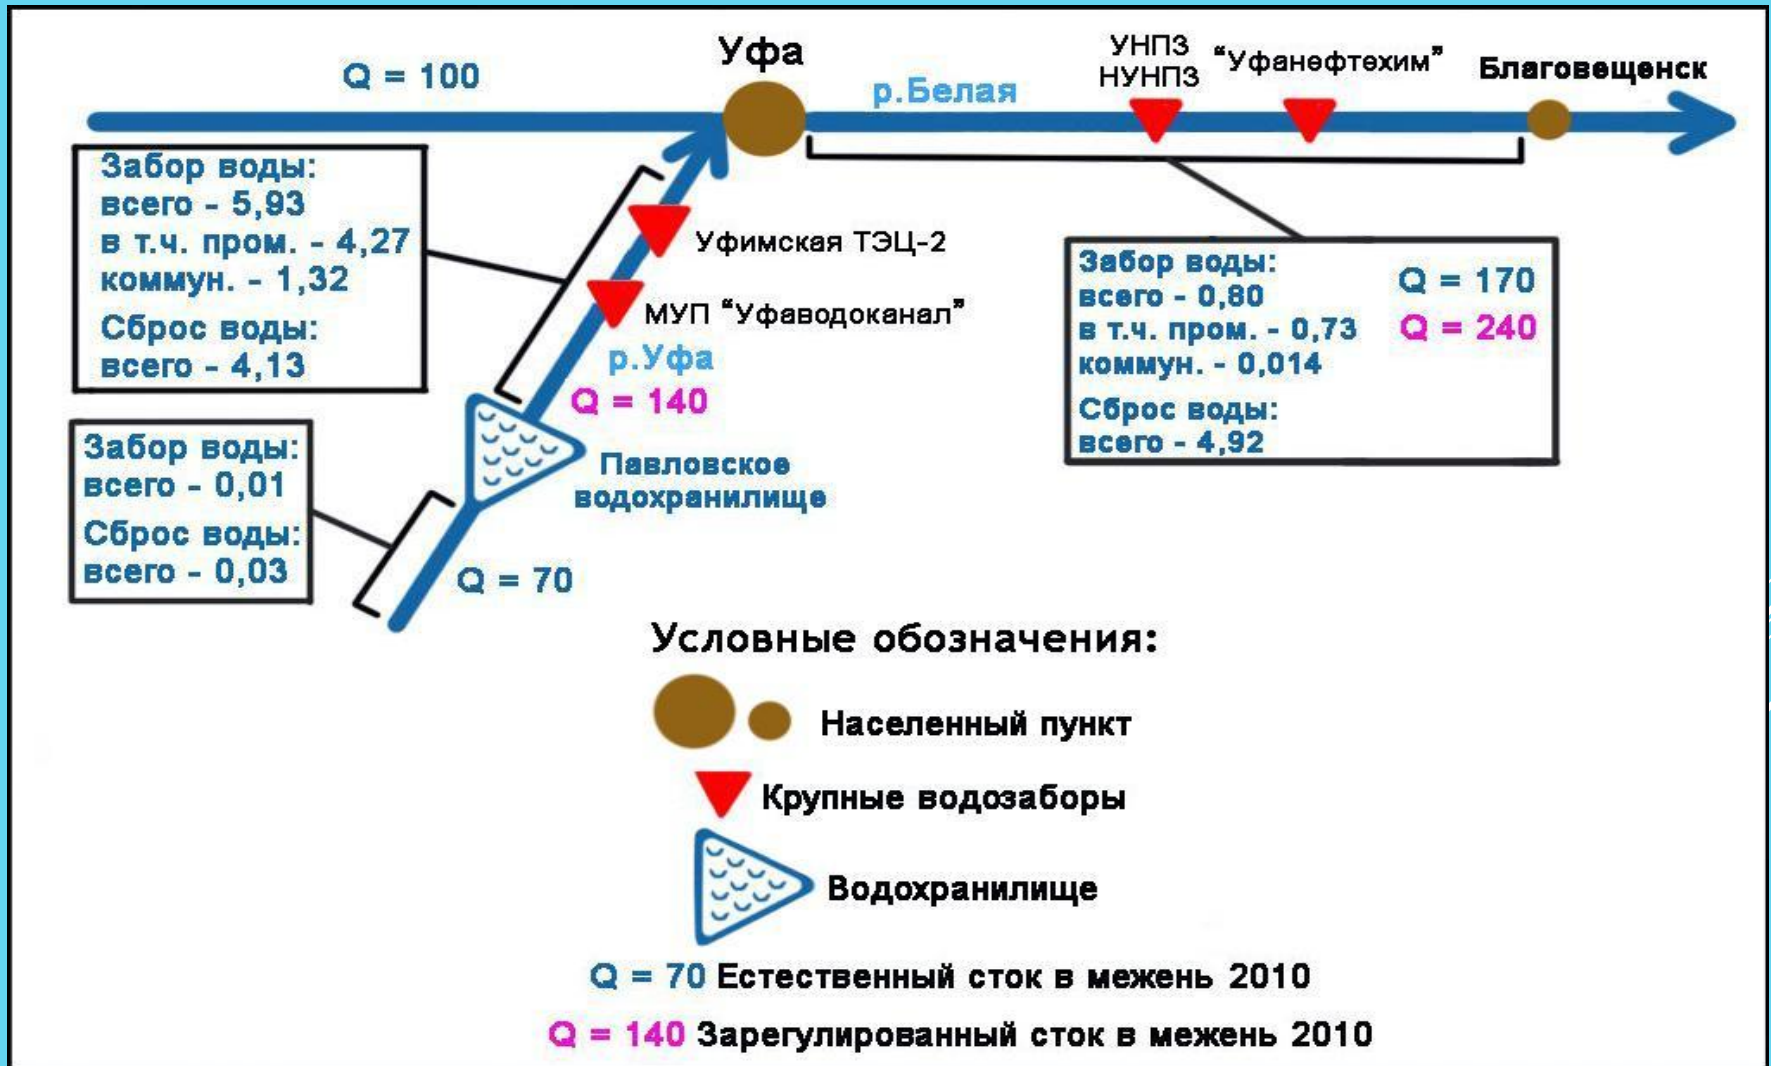 Уфа
Q = 100
р.Белая
УНПЗ
НУНПЗ
“Уфанефтехим”
Благовещенск
Забор воды:
всего - 5,93
в т.ч. пром. - 4,27
коммун. - 1,32
Сброс воды:
всего - 4,13
Уфимская ТЭЦ-2
МУП “Уфаводоканал”
р.Уфа
Q = 140
Забор воды:
всего - 0,80
в т.ч. пром. - 0,73
коммун. - 0,014
Сброс воды:
всего - 4,92
Q = 170
Q = 240
Забор воды:
всего - 0,01
Сброс воды:
всего - 0,03
Павловское
водохранилище
Q = 70
Условные обозначения:
Населенный пункт
Крупные водозаборы
Водохранилище
Q = 70 Естественный сток в межень 2010
Q = 140 Зарегулированный сток в межень 2010